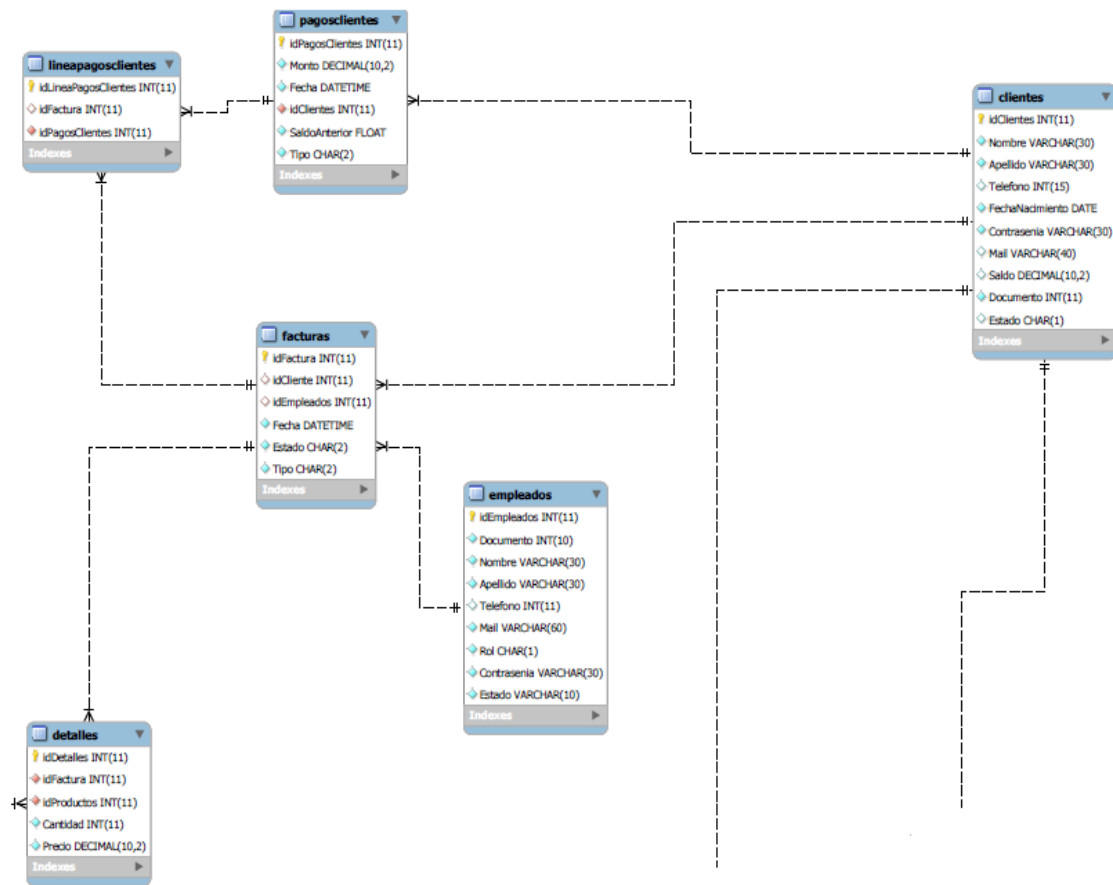 pagosclientes
idPagosClientes INT(11)
Monto DECIMAL(10,2)
Fecha DATETIME
idClientes INT(11)
SaldoAnterior FLOAT
Tipo CHAR(2)
Indexes
lineapagosclientes
idLineaPagosClientes INT(11)
idFactura INT(11)
idPagosClientes INT(11)
Indexes
clientes
idClientes INT(11)
Nombre VARCHAR(30)
Apellido VARCHAR(30)
Telefono INT(15)
FechaNacimiento DATE
Contrasenia VARCHAR(30)
Mail VARCHAR(40)
Saldo DECIMAL(10,2)
Documento INT(11)
Estado CHAR(1)
Indexes
facturas
idFactura INT(11)
idCliente INT(11)
idEmpleados INT(11)
Fecha DATETIME
Estado CHAR(2)
Tipo CHAR(2)
Indexes
empleados
idEmpleados INT(11)
Documento INT(10)
Nombre VARCHAR(30)
Apellido VARCHAR(30)
Telefono INT(11)
Mail VARCHAR(60)
Rol CHAR(1)
Contrasenia VARCHAR(30)
Estado VARCHAR(10)
Indexes
detalles
idDetalles INT(11)
idFactura INT(11)
idProductos INT(11)
Cantidad INT(11)
Precio DECIMAL(10,2)
Indexes